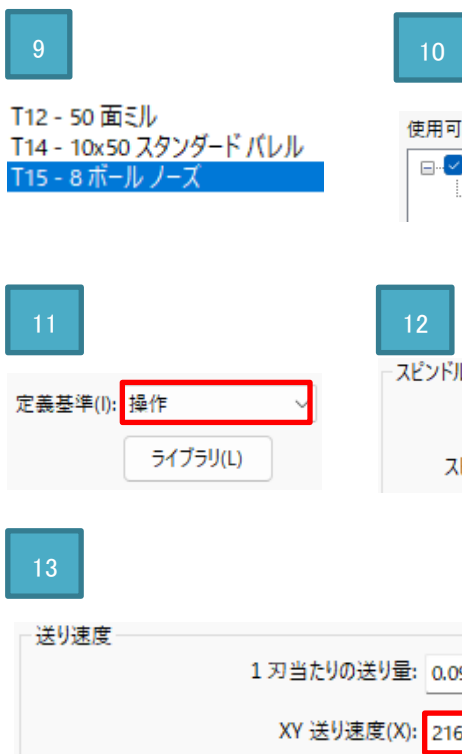 9
10
T12 - 50 面ミル
T14 - 10x50 スタンダード バレル
T15 - 8 ボール ノーズ
使用可
11
12
定義基準(I): 操作
ライブラリ(L)
スピンドル
13
送り速度
1 刃当たりの送り量: 0.09
XY 送り速度(X): 216